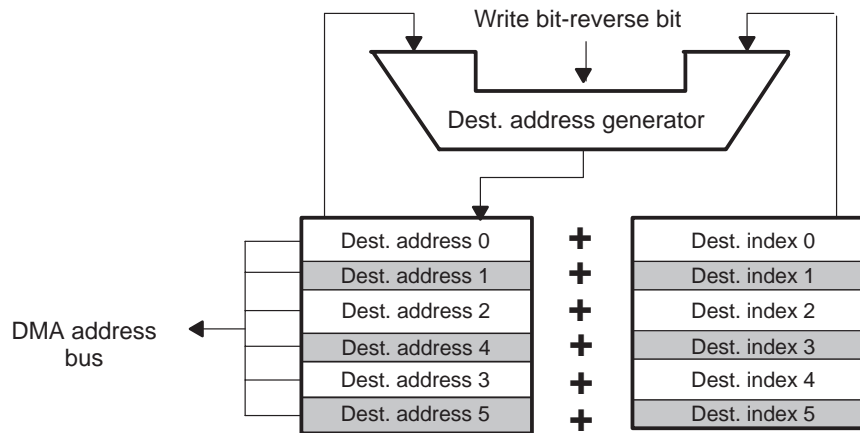 Write bit-reverse bit
Dest. address generator
Dest. address 0
+
Dest. index 0
Dest. address 1
+
Dest. index 1
Dest. address 2
+
Dest. index 2
DMA address
bus
Dest. address 4
+
Dest. index 3
Dest. address 3
+
Dest. index 4
Dest. address 5
+
Dest. index 5